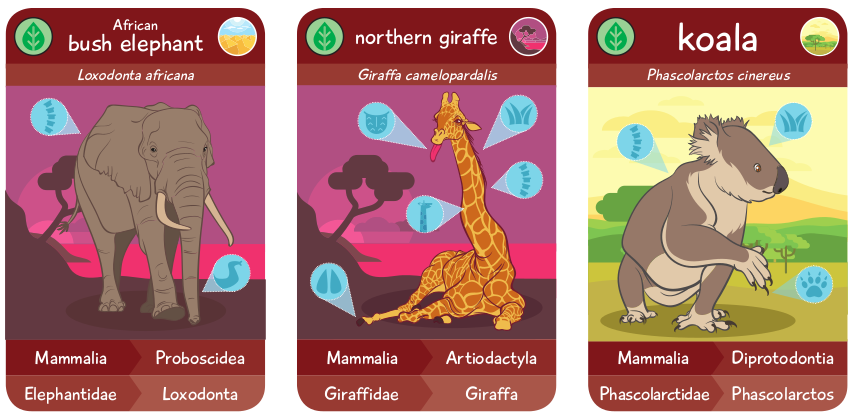 African
bush elephant
Loxodonta africana
Mammalia Proboscidea
Elephantidae Loxodonta
northern giraffe
Giraffa camelopardalis
Mammalia Artiodactyla
Giraffidae Giraffa
koala
Phascolarctos cinereus
Mammalia Diprotodontia
Phascolarctidae Phascolarctos